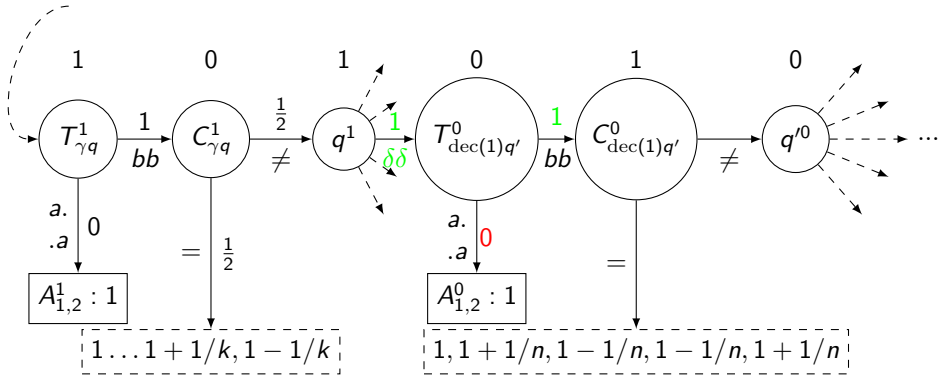 1 0 1 0 1 0
T^1_{γq} 1 bb C^1_{γq} 1/2 ≠ q^1 1 δδ T^0_{dec(1)q′} 1 bb C^0_{dec(1)q′} ≠ q′^0 ...
a. .a 0 = 1/2 a. .a 0 =
A^1_{1,2} : 1 A^0_{1,2} : 1
1 . . . 1 + 1/k, 1 − 1/k 1, 1 + 1/n, 1 − 1/n, 1 − 1/n, 1 + 1/n